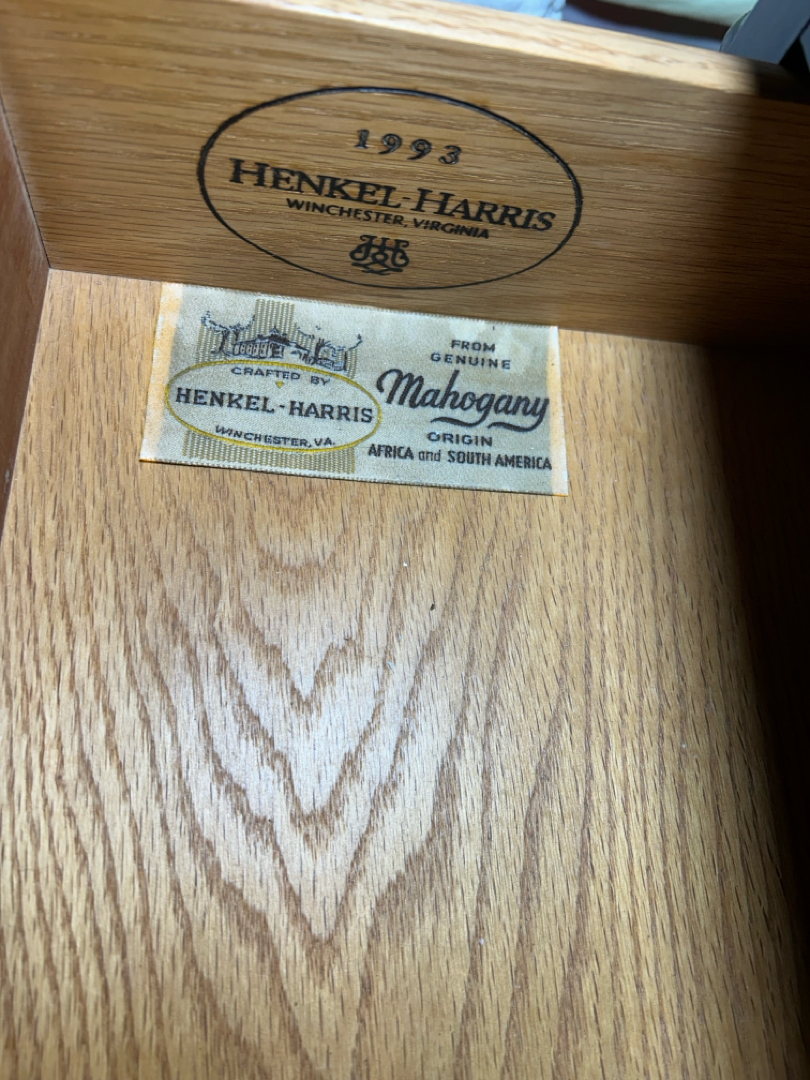 1993
HENKEL-HARRIS
WINCHESTER, VIRGINIA
CRAFTED BY
HENKEL-HARRIS
WINCHESTER, VA.
FROM
GENUINE
Mahogany
ORIGIN
AFRICA and SOUTH AMERICA